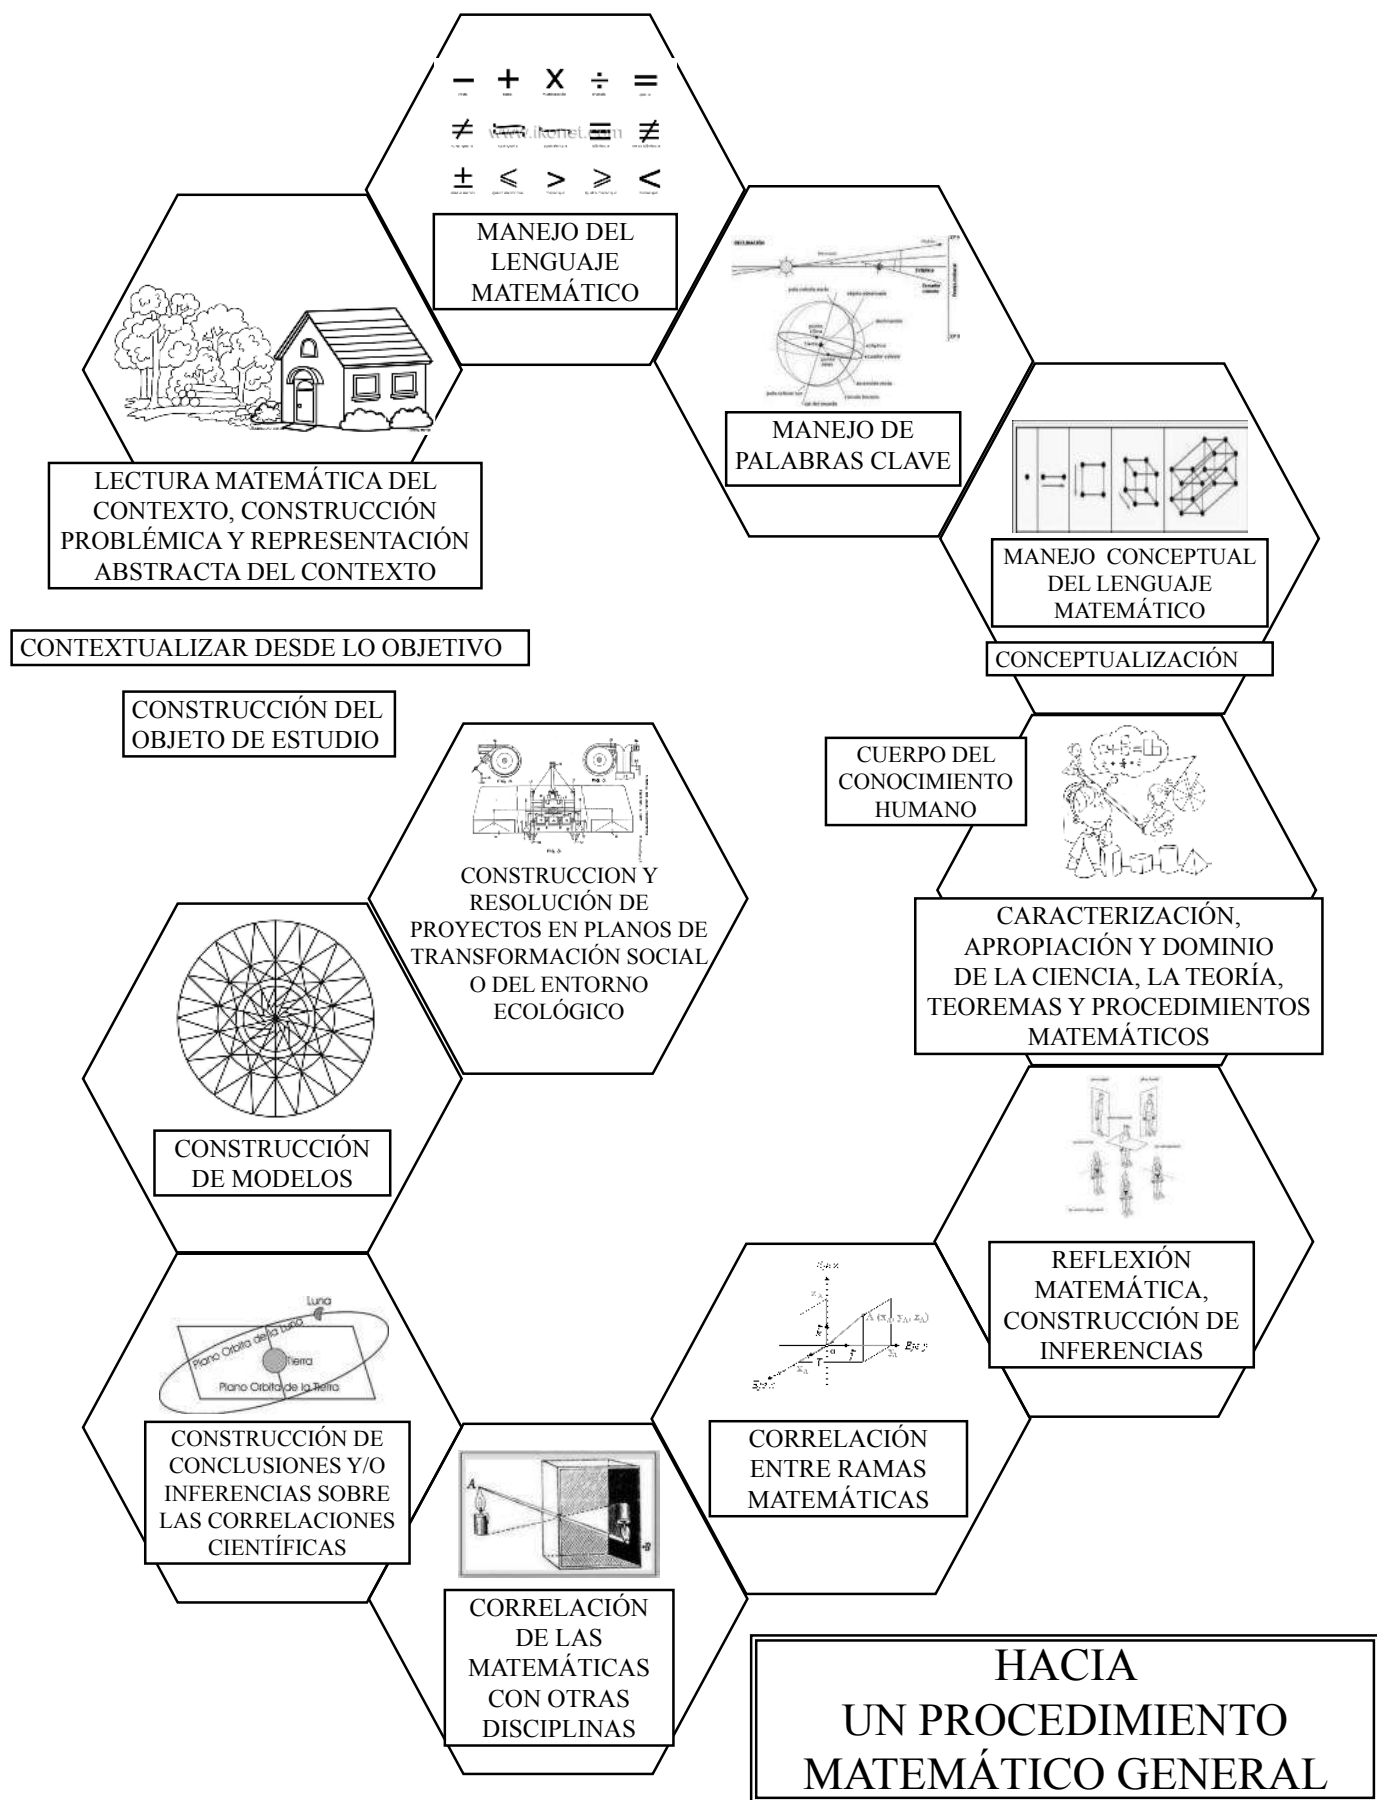 www.ikonet.com
MANEJO DEL
LENGUAJE
MATEMÁTICO
DECLINACIÓN
MANEJO DE
PALABRAS CLAVE
LECTURA MATEMÁTICA DEL
CONTEXTO, CONSTRUCCIÓN
PROBLÉMICA Y REPRESENTACIÓN
ABSTRACTA DEL CONTEXTO
MANEJO CONCEPTUAL
DEL LENGUAJE
MATEMÁTICO
CONTEXTUALIZAR DESDE LO OBJETIVO
CONCEPTUALIZACIÓN
CONSTRUCCIÓN DEL
OBJETO DE ESTUDIO
CUERPO DEL
CONOCIMIENTO
HUMANO
CONSTRUCCION Y
RESOLUCIÓN DE
PROYECTOS EN PLANOS DE
TRANSFORMACIÓN SOCIAL
O DEL ENTORNO
ECOLÓGICO
CARACTERIZACIÓN,
APROPIACIÓN Y DOMINIO
DE LA CIENCIA, LA TEORÍA,
TEOREMAS Y PROCEDIMIENTOS
MATEMÁTICOS
CONSTRUCCIÓN
DE MODELOS
REFLEXIÓN
MATEMÁTICA,
CONSTRUCCIÓN DE
INFERENCIAS
Luna
Plano Orbita de la Luna
Tierra
Plano Orbita de la Tierra
CONSTRUCCIÓN DE
CONCLUSIONES Y/O
INFERENCIAS SOBRE
LAS CORRELACIONES
CIENTÍFICAS
CORRELACIÓN
ENTRE RAMAS
MATEMÁTICAS
A
B
CORRELACIÓN
DE LAS
MATEMÁTICAS
CON OTRAS
DISCIPLINAS
HACIA
UN PROCEDIMIENTO
MATEMÁTICO GENERAL